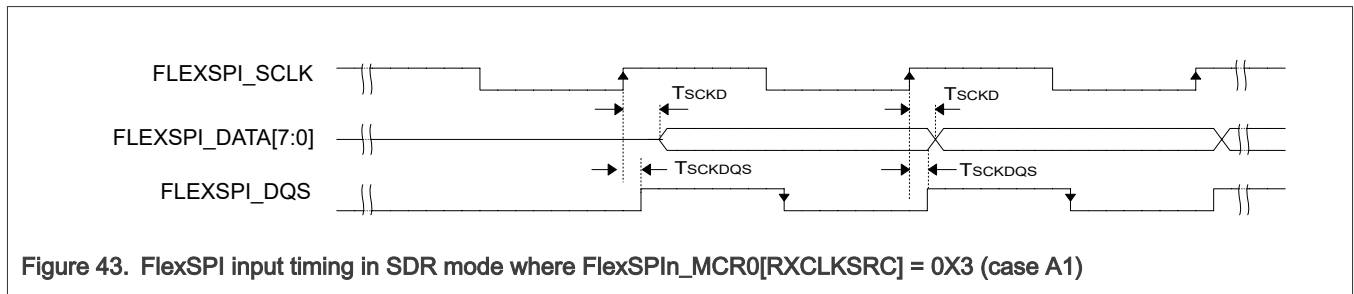 FLEXSPI_SCLK
TSCKD TSCKD
FLEXSPI_DATA[7:0]
TSCKDQS TSCKDQS
FLEXSPI_DQS
Figure 43. FlexSPI input timing in SDR mode where FlexSPIn_MCR0[RXCLKSRC] = 0X3 (case A1)